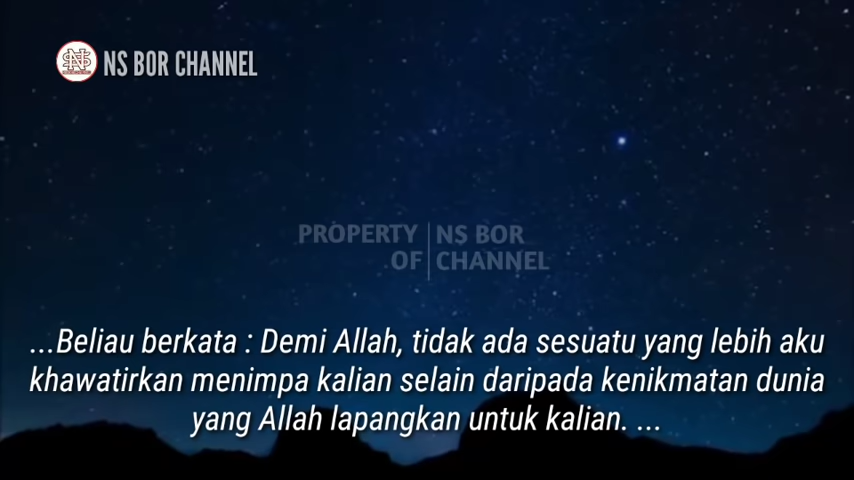 NS BOR CHANNEL
PROPERTY OF | NS BOR CHANNEL
...Beliau berkata : Demi Allah, tidak ada sesuatu yang lebih aku
khawatirkan menimpa kalian selain daripada kenikmatan dunia
yang Allah lapangkan untuk kalian. ...